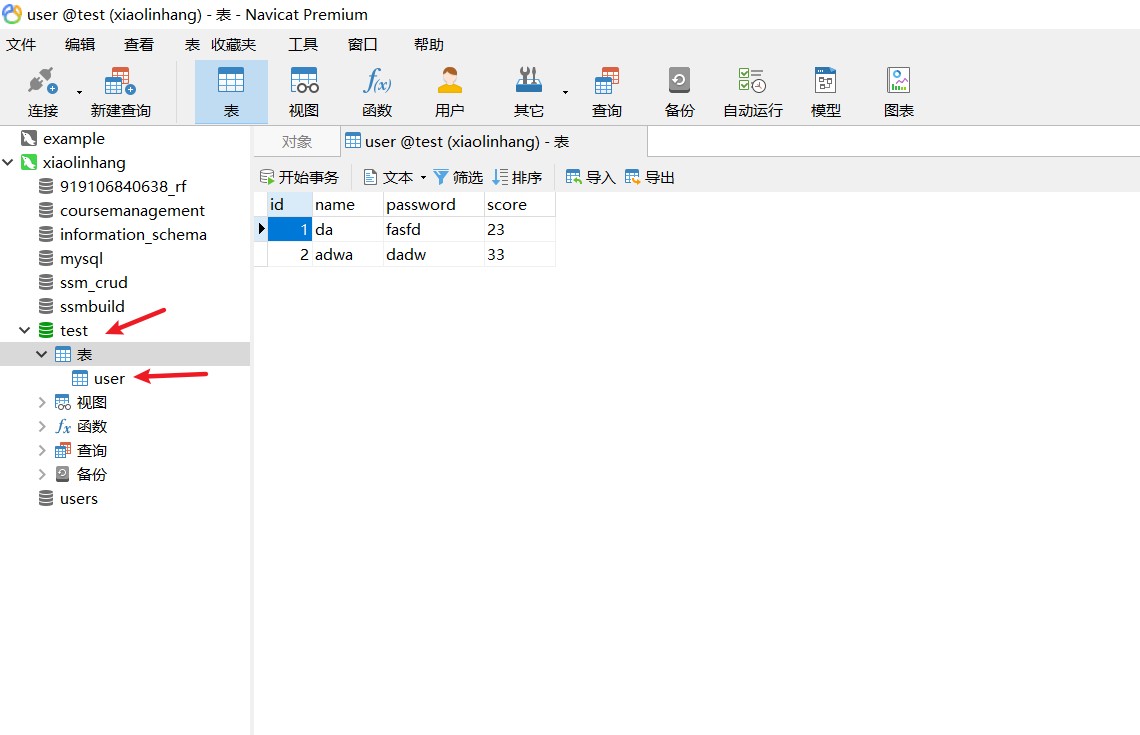 user @test (xiaolinhang) - 表 - Navicat Premium
文件 编辑 查看 表 收藏夹 工具 窗口 帮助
连接 新建查询 表 视图 函数 用户 其它 查询 备份 自动运行 模型 图表
example
xiaolinhang
919106840638_rf
coursemanagement
information_schema
mysql
ssm_crud
ssmbuild
test
表
user
视图
函数
查询
备份
users
对象 user @test (xiaolinhang) - 表
开始事务 文本 筛选 排序 导入 导出
id name password score
1 da fasfd 23
2 adwa dadw 33